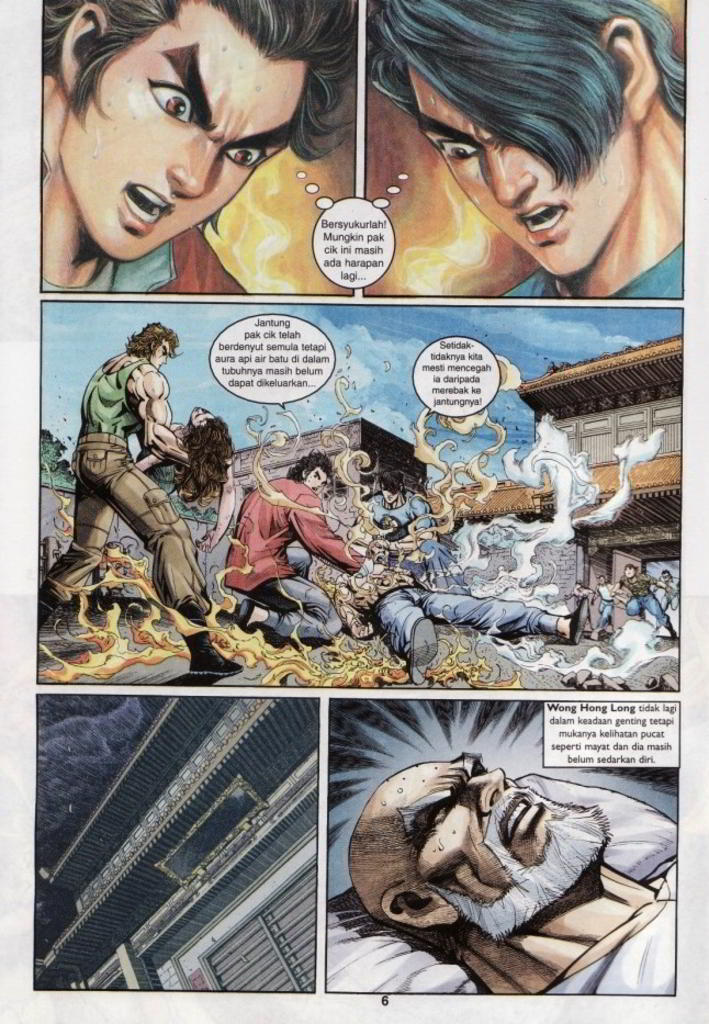 Bersyukurlah!
Mungkin pak
cik ini masih
ada harapan
lagi...
Jantung
pak cik telah
berdenyut semula tetapi
aura api air batu di dalam
tubuhnya masih belum
dapat dikeluarkan...
Setidak-
tidaknya kita
mesti mencegah
ia daripada
merebak ke
jantungnya!
Wong Hong Long tidak lagi
dalam keadaan genting tetapi
mukanya kelihatan pucat
seperti mayat dan dia masih
belum sedarkan diri.
6